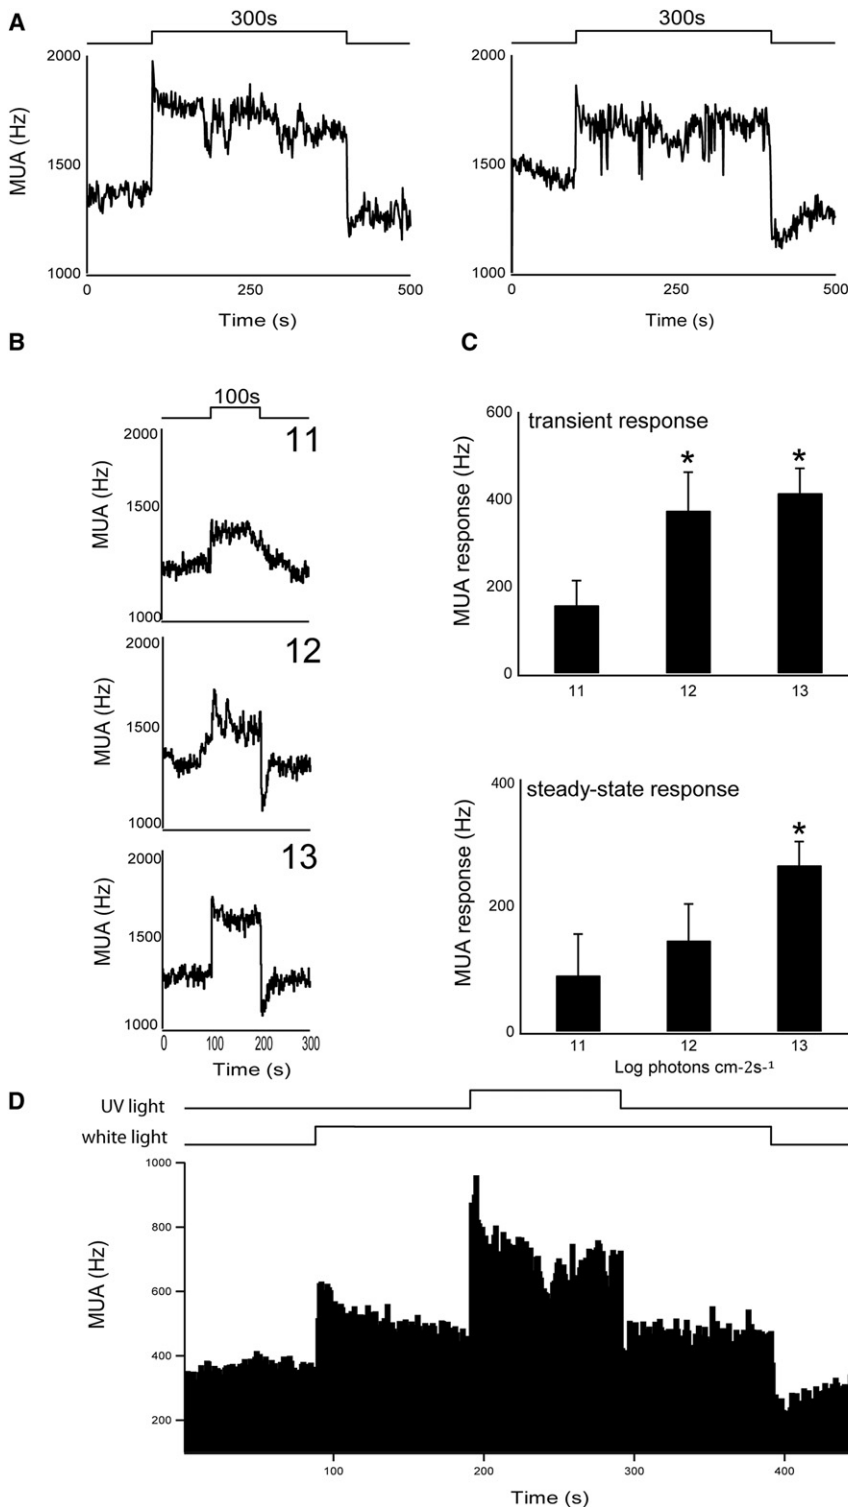 A
300s
300s
2000
1500
1000
MUA (Hz)
0
250
500
Time (s)
2000
1500
1000
0
250
500
Time (s)
B
100s
11
2000
1500
1000
MUA (Hz)
12
2000
1500
1000
MUA (Hz)
13
2000
1500
1000
MUA (Hz)
0
100
200
300
Time (s)
C
transient response
600
400
200
0
MUA response (Hz)
*
*
11
12
13
steady-state response
400
200
0
MUA response (Hz)
*
11
12
13
Log photons cm-2s-¹
D
UV light
white light
1000
800
600
400
200
MUA (Hz)
100
200
300
400
Time (s)